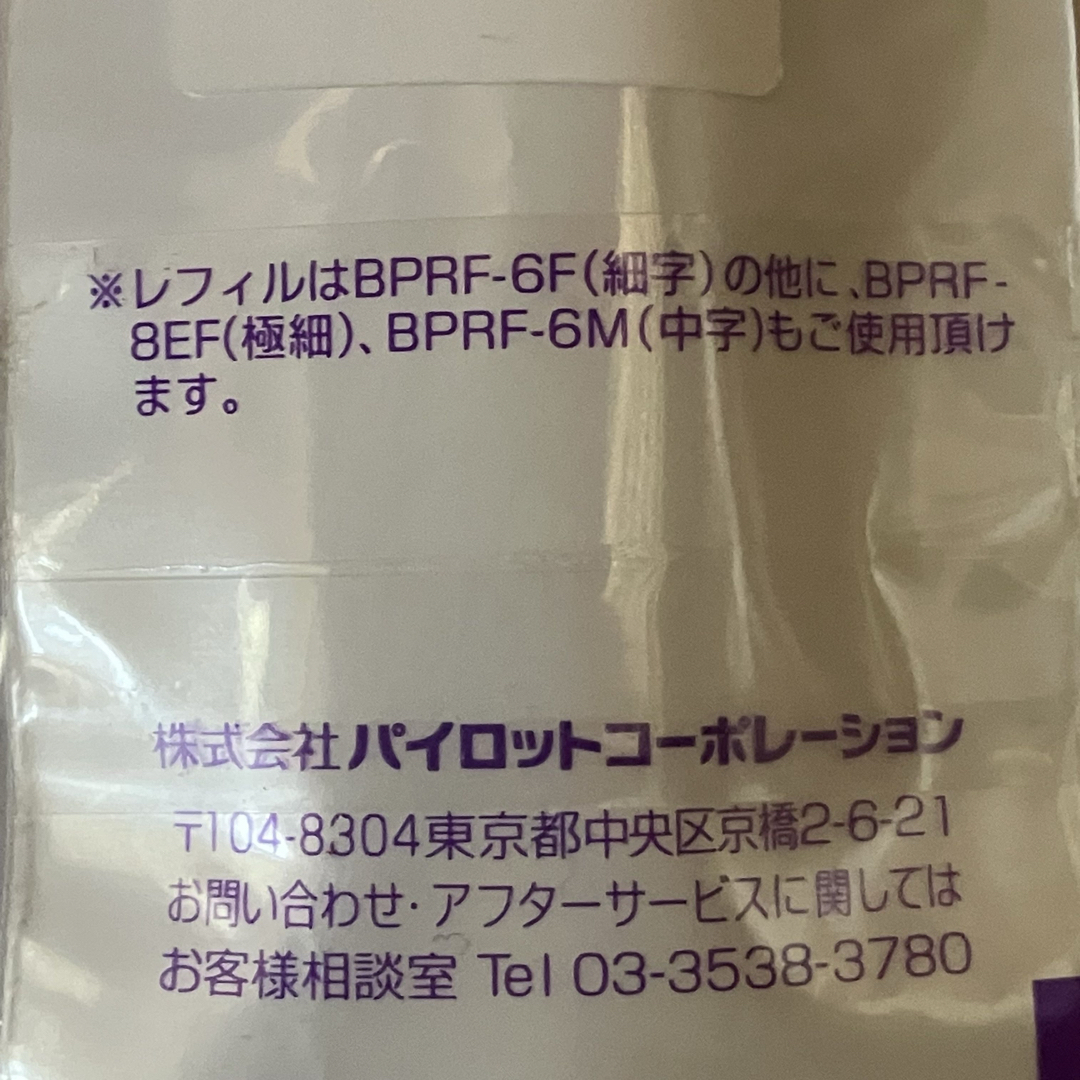 ※レフィルはBPRF-6F(細字)の他に、BPRF-
8EF(極細)、BPRF-6M(中字)もご使用頂け
ます。
株式会社パイロットコーポレーション
〒104-8304東京都中央区京橋2-6-21
お問い合わせ・アフターサービスに関しては
お客様相談室 Tel 03-3538-3780